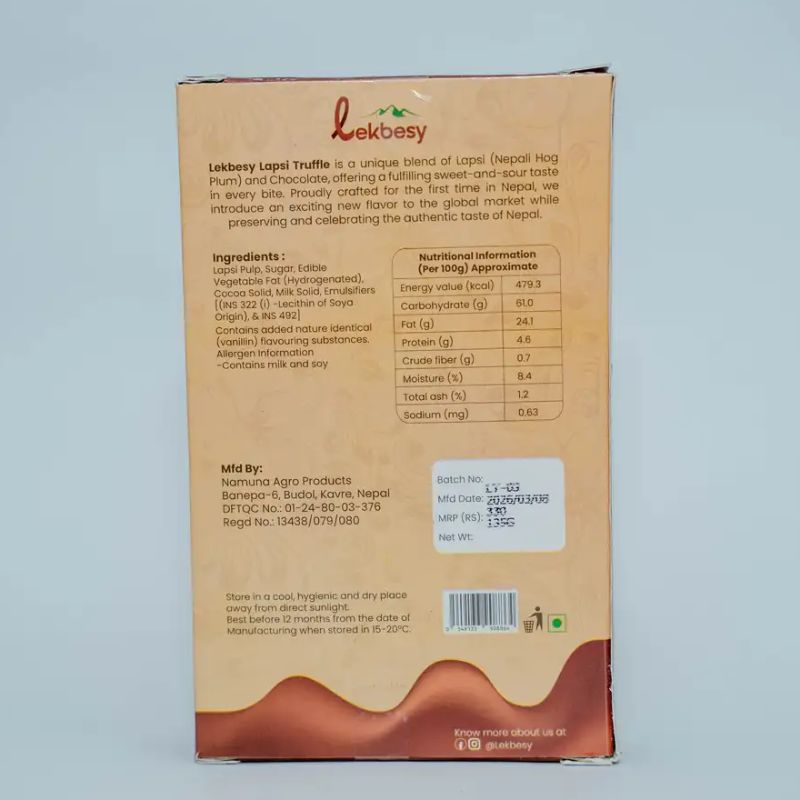 Lekbesy
Lekbesy Lapsi Truffle is a unique blend of Lapsi (Nepali Hog
Plum) and Chocolate, offering a fulfilling sweet-and-sour taste
in every bite. Proudly crafted for the first time in Nepal, we
introduce an exciting new flavor to the global market while
preserving and celebrating the authentic taste of Nepal.
Ingredients :
Lapsi Pulp, Sugar, Edible
Vegetable Fat (Hydrogenated),
Cocoa Solid, Milk Solid, Emulsifiers
[(INS 322 (i) -Lecithin of Soya
Origin), & INS 492]
Contains added nature identical
(vanillin) flavouring substances.
Allergen Information
-Contains milk and soy
Nutritional Information
(Per 100g) Approximate
Energy value (kcal) 479.3
Carbohydrate (g) 61.0
Fat (g) 24.1
Protein (g) 4.6
Crude fiber (g) 0.7
Moisture (%) 8.4
Total ash (%) 1.2
Sodium (mg) 0.63
Mfd By:
Namuna Agro Products
Banepa-6, Budol, Kavre, Nepal
DFTQC No.: 01-24-80-03-376
Regd No.: 13438/079/080
Batch No:
Mfd Date: 2026/03/08
MRP (RS): 330
135G
Net Wt:
Store in a cool, hygienic and dry place
away from direct sunlight.
Best before 12 months from the date of
Manufacturing when stored in 15-20°C.
Know more about us at
@Lekbesy